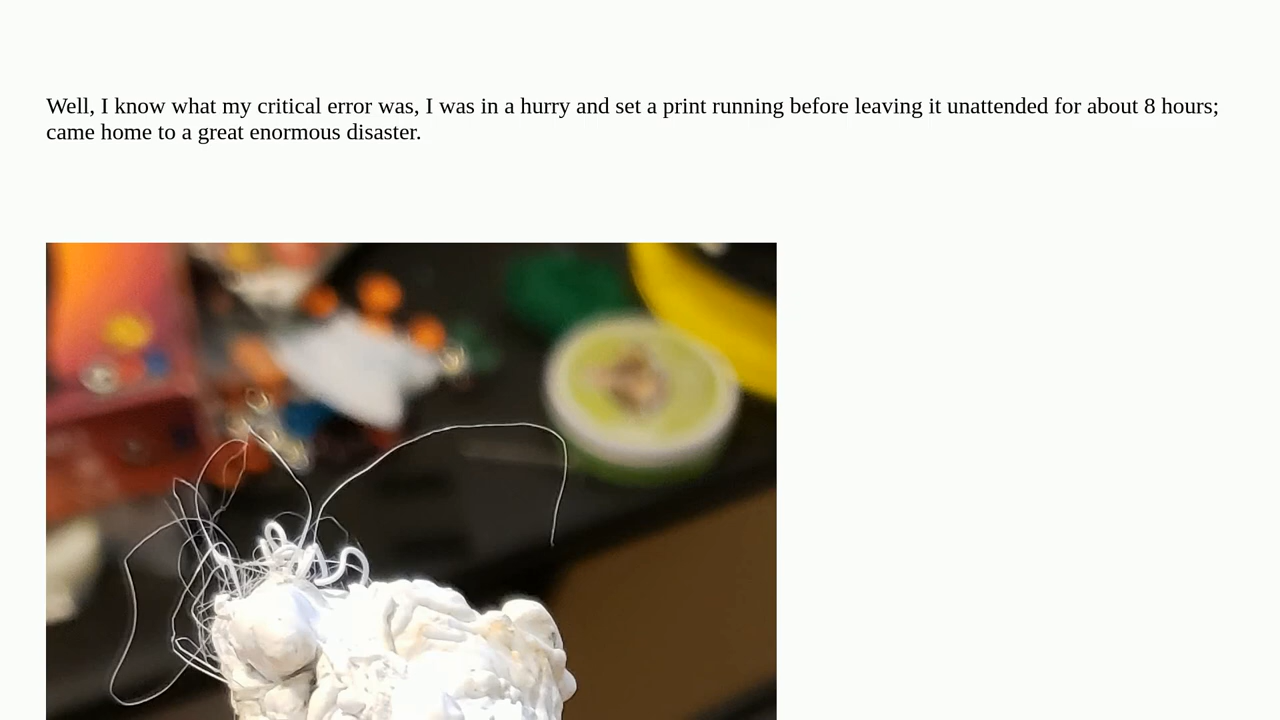 Well, I know what my critical error was, I was in a hurry and set a print running before leaving it unattended for about 8 hours;
came home to a great enormous disaster.